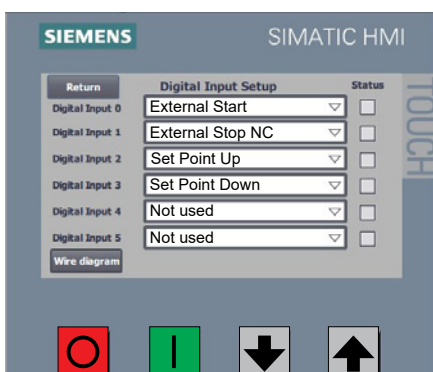 SIEMENS SIMATIC HMI
TOUCH
Return Digital Input Setup Status
Digital Input 0 External Start
Digital Input 1 External Stop NC
Digital Input 2 Set Point Up
Digital Input 3 Set Point Down
Digital Input 4 Not used
Digital Input 5 Not used
Wire diagram